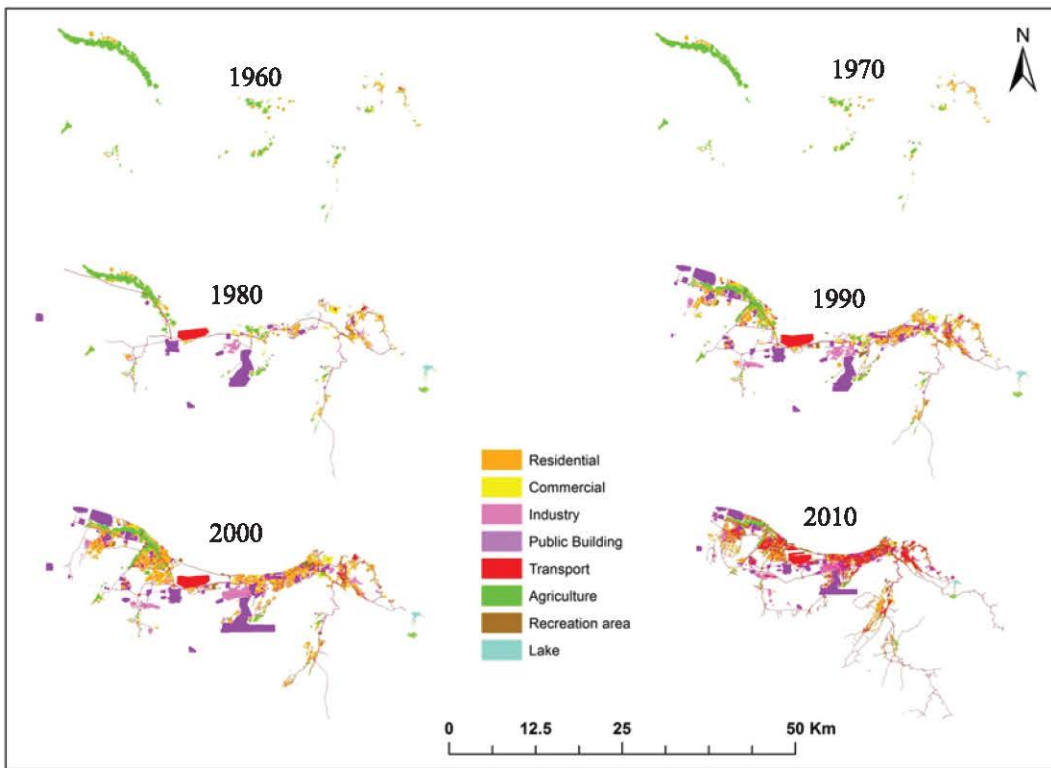 N
1960
1970
1980
1990
2000
2010
Residential
Commercial
Industry
Public Building
Transport
Agriculture
Recreation area
Lake
0 12.5 25 50 Km